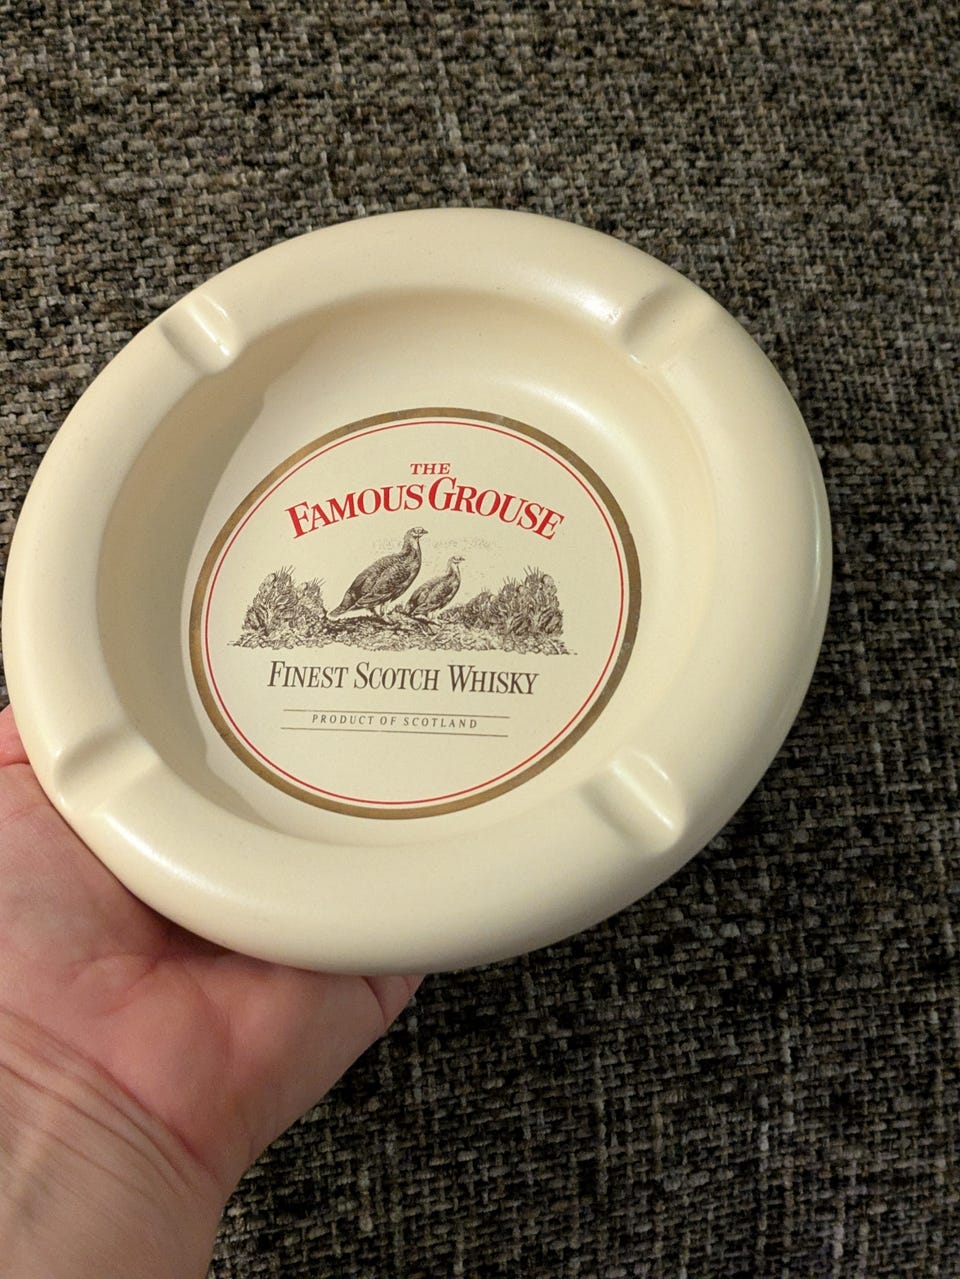 THE
FAMOUS GROUSE
FINEST SCOTCH WHISKY
PRODUCT OF SCOTLAND